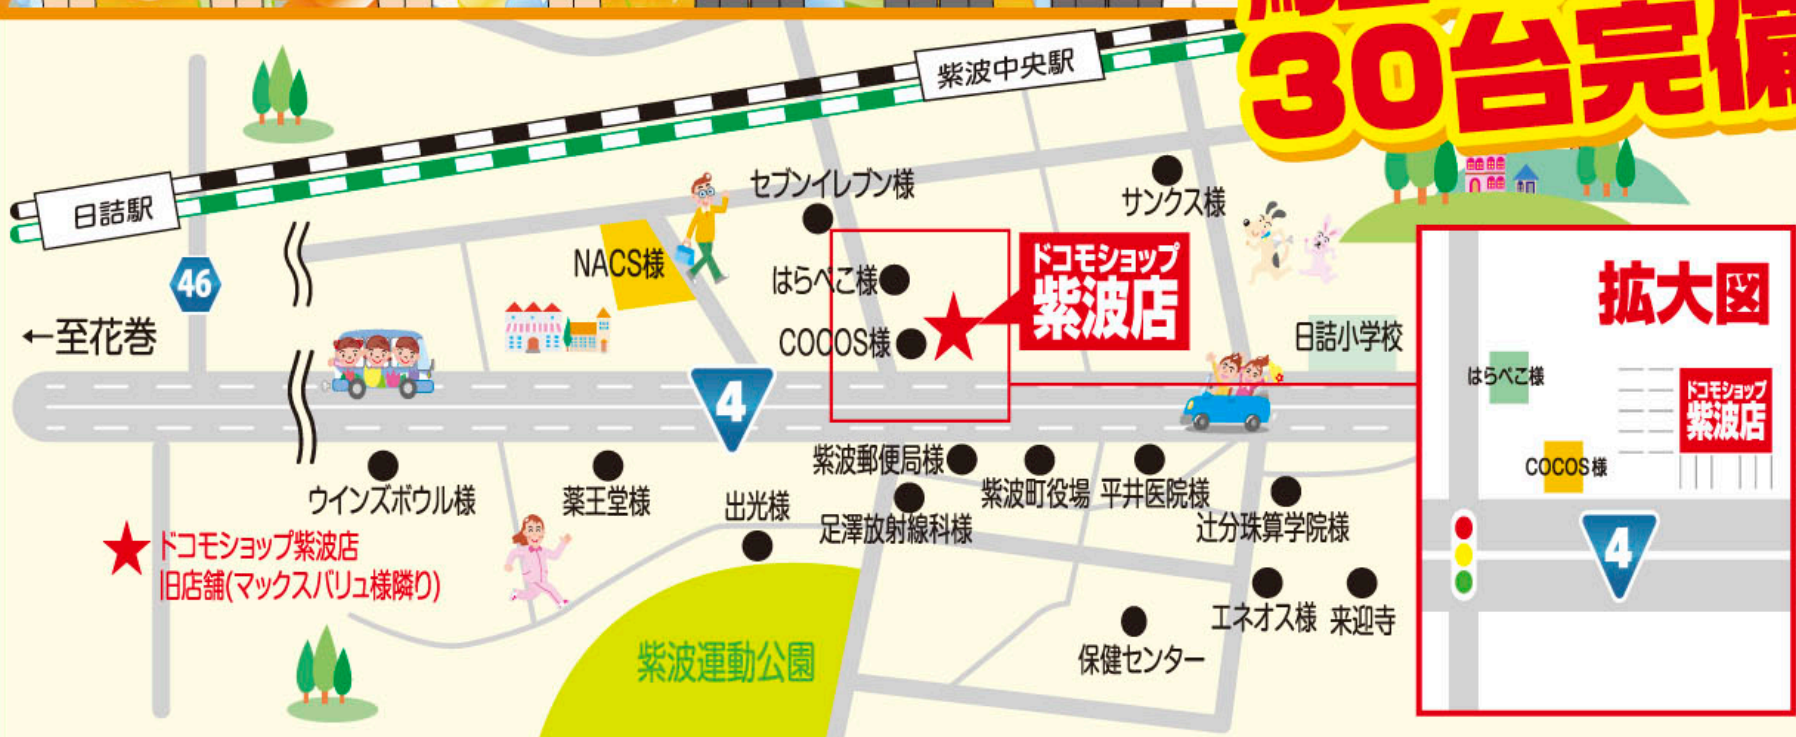 30台完備
紫波中央駅
日詰駅
セブンイレブン様
サンクス様
NACS様
はらぺこ様
ドコモショップ
紫波店
COCOS様
日詰小学校
46
←至花巻
4
拡大図
はらぺこ様
ドコモショップ
紫波店
COCOS様
4
ウインズボウル様
薬王堂様
出光様
紫波郵便局様
足澤放射線科様
紫波町役場
平井医院様
辻分珠算学院様
ドコモショップ紫波店
旧店舗(マックスバリュ様隣り)
エネオス様
来迎寺
保健センター
紫波運動公園